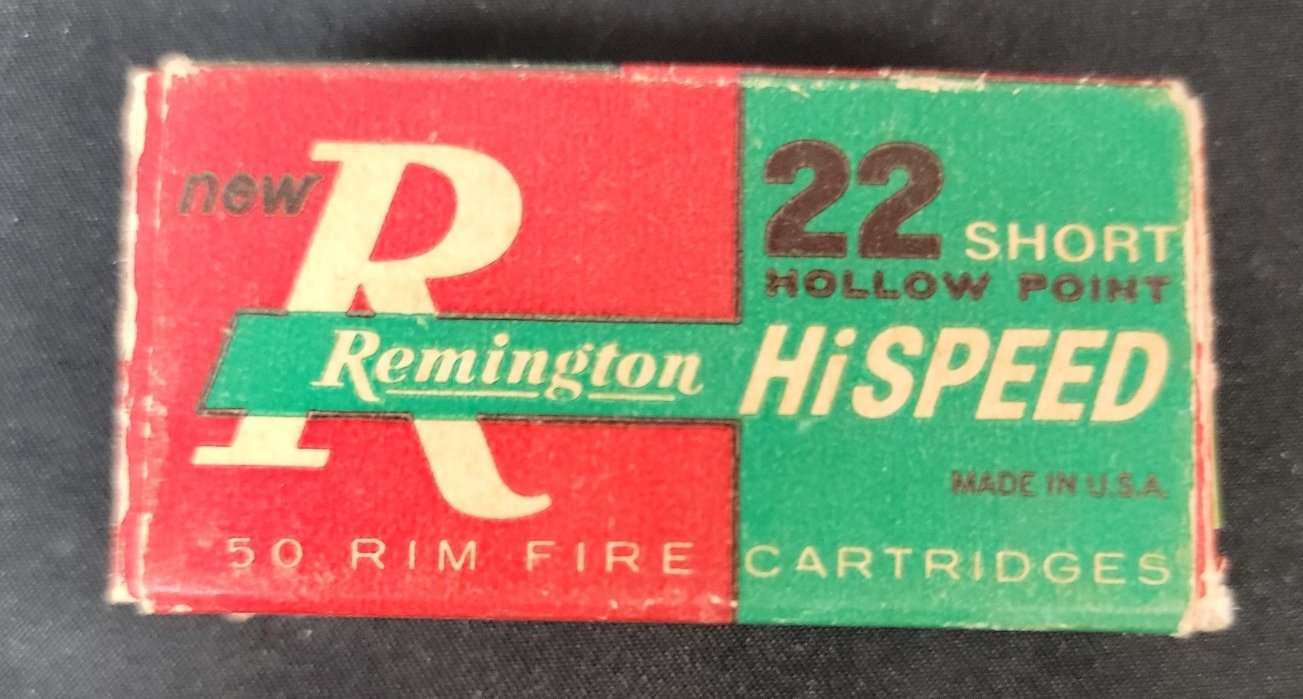 new
R
Remington
22 SHORT
HOLLOW POINT
HiSPEED
MADE IN U.S.A.
50 RIM FIRE CARTRIDGES